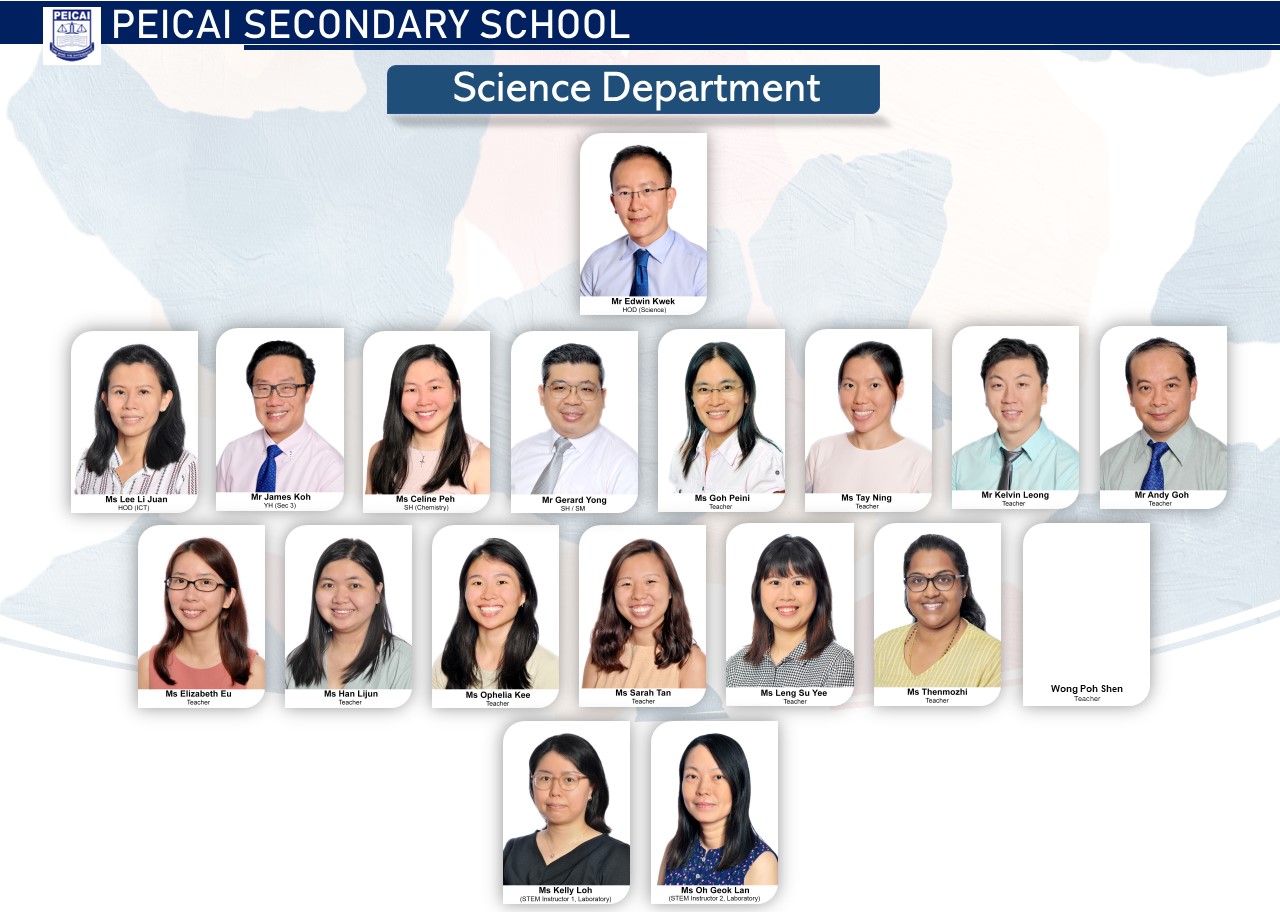 PEICAI
PEICAI SECONDARY SCHOOL
Science Department
Mr Edwin Kwek
HOD (Science)
Ms Lee Li Juan
HOD (ICT)
Mr James Koh
YH (Sec 3)
Ms Celine Peh
SH (Chemistry)
Mr Gerard Yong
SH / SM
Ms Goh Peini
Teacher
Ms Tay Ning
Teacher
Mr Kelvin Leong
Teacher
Mr Andy Goh
Teacher
Ms Elizabeth Eu
Teacher
Ms Han Lijun
Teacher
Ms Ophelia Kee
Teacher
Ms Sarah Tan
Teacher
Ms Leng Su Yee
Teacher
Ms Thenmozhi
Teacher
Wong Poh Shen
Teacher
Ms Kelly Loh
(STEM Instructor 1, Laboratory)
Ms Oh Geok Lan
(STEM Instructor 2, Laboratory)